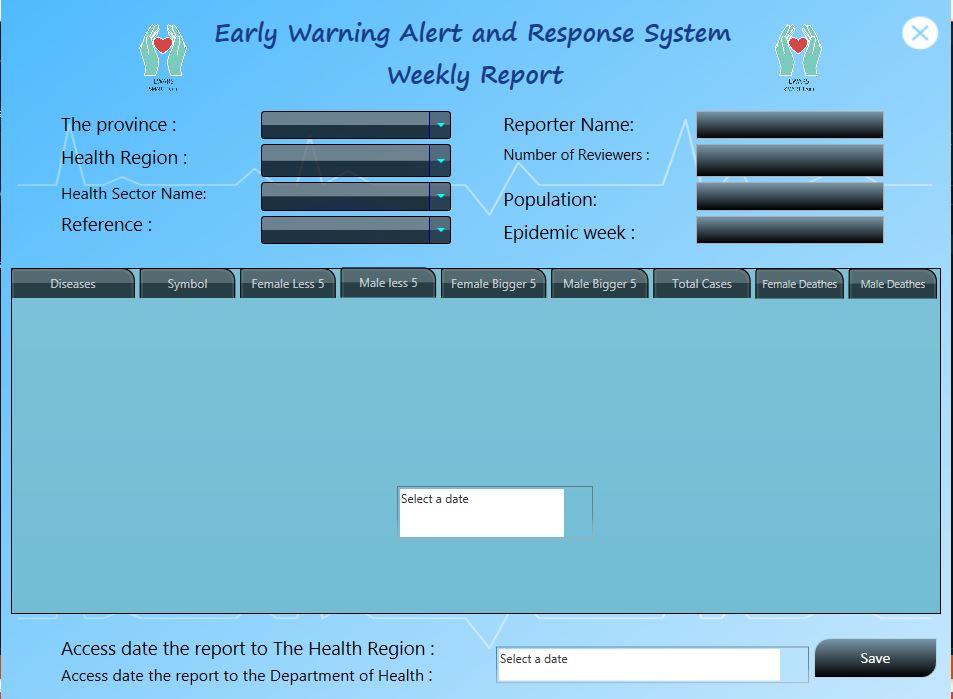 Early Warning Alert and Response System
Weekly Report
EWARS
EWARS
The province :
Reporter Name:
Health Region :
Number of Reviewers :
Health Sector Name:
Population:
Reference :
Epidemic week :
Diseases Symbol Female Less 5 Male less 5 Female Bigger 5 Male Bigger 5 Total Cases Female Deathes Male Deathes
Select a date
Access date the report to The Health Region :
Select a date
Save
Access date the report to the Department of Health :